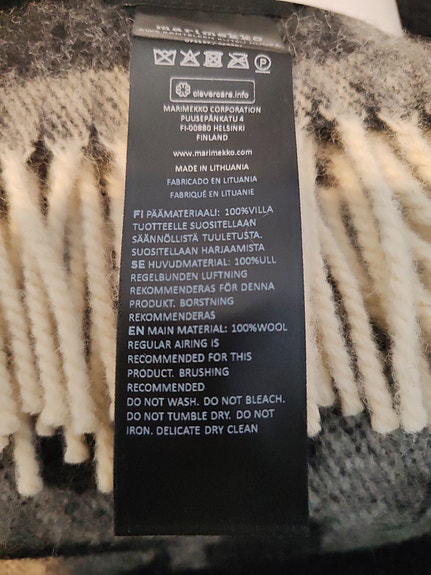 marimekko
clevercare.info
MARIMEKKO CORPORATION
PUUSEPÄNKATU 4
FI-00880 HELSINKI
FINLAND
www.marimekko.com
MADE IN LITHUANIA
FABRICADO EN LITUANIA
FABRIQUÉ EN LITUANIE
FI PÄÄMATERIAALI: 100%VILLA
TUOTTEELLE SUOSITELLAAN
SÄÄNNÖLLISTÄ TUULETUSTA.
SUOSITELLAAN HARJAAMISTA
SE HUVUDMATERIAL: 100%ULL
REGELBUNDEN LUFTNING
REKOMMENDERAS FÖR DENNA
PRODUKT. BORSTNING
REKOMMENDERAS
EN MAIN MATERIAL: 100%WOOL
REGULAR AIRING IS
RECOMMENDED FOR THIS
PRODUCT. BRUSHING
RECOMMENDED
DO NOT WASH. DO NOT BLEACH.
DO NOT TUMBLE DRY. DO NOT
IRON. DELICATE DRY CLEAN